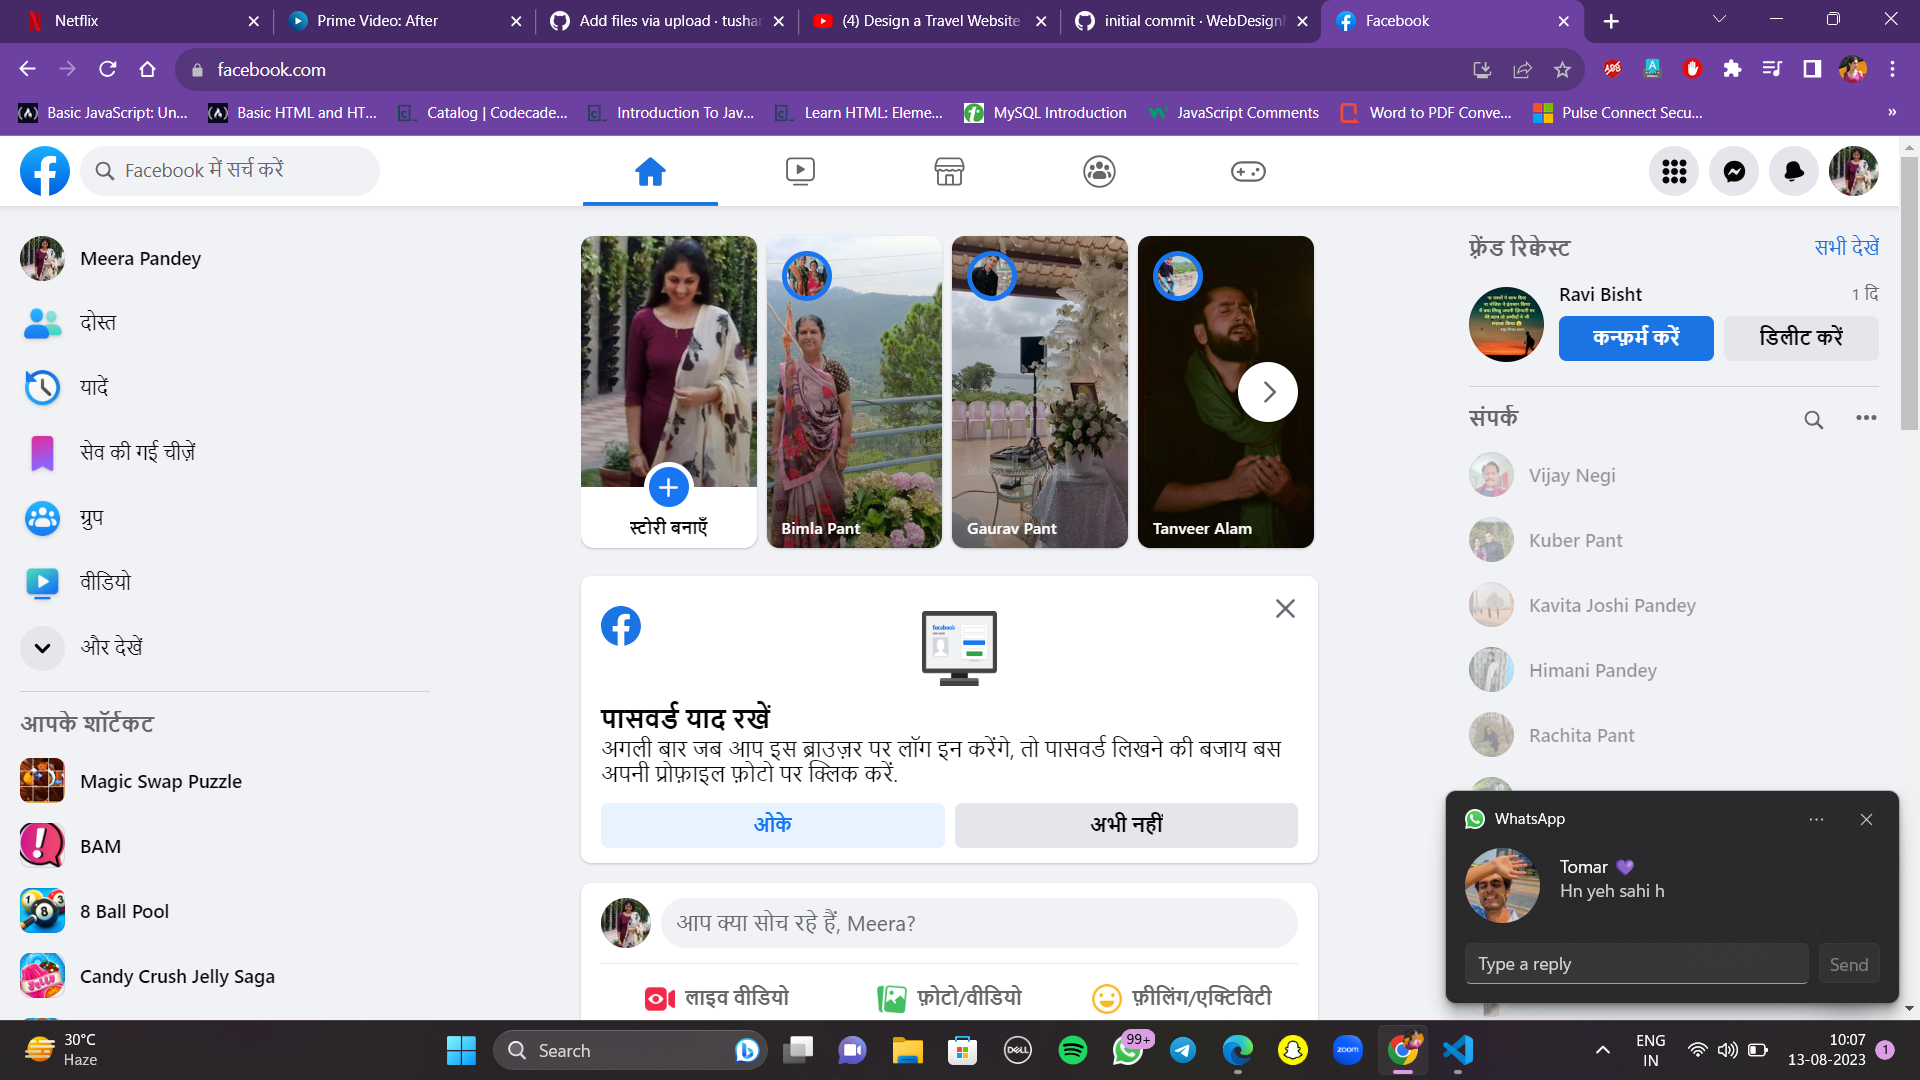 Netflix
Prime Video: After
Add files via upload · tushar
(4) Design a Travel Website
initial commit · WebDesign
Facebook
facebook.com
Basic JavaScript: Un...
Basic HTML and HT...
Catalog | Codecade...
Introduction To Jav...
Learn HTML: Eleme...
MySQL Introduction
JavaScript Comments
Word to PDF Conve...
Pulse Connect Secu...
»
Facebook में सर्च करें
Meera Pandey
दोस्त
यादें
सेव की गई चीज़ें
ग्रुप
वीडियो
और देखें
आपके शॉर्टकट
Magic Swap Puzzle
BAM
8 Ball Pool
Candy Crush Jelly Saga
स्टोरी बनाएँ
Bimla Pant
Gaurav Pant
Tanveer Alam
पासवर्ड याद रखें
अगली बार जब आप इस ब्राउज़र पर लॉग इन करेंगे, तो पासवर्ड लिखने की बजाय बस
अपनी प्रोफ़ाइल फ़ोटो पर क्लिक करें.
ओके
अभी नहीं
आप क्या सोच रहे हैं, Meera?
लाइव वीडियो
फ़ोटो/वीडियो
फ़ीलिंग/एक्टिविटी
फ़्रेंड रिक्वेस्ट
सभी देखें
Ravi Bisht
1 दि
कन्फ़र्म करें
डिलीट करें
संपर्क
Vijay Negi
Kuber Pant
Kavita Joshi Pandey
Himani Pandey
Rachita Pant
WhatsApp
Tomar 💜
Hn yeh sahi h
Type a reply
Send
30°C
Haze
Search
DELL
99+
zoom
ENG
IN
10:07
13-08-2023
1